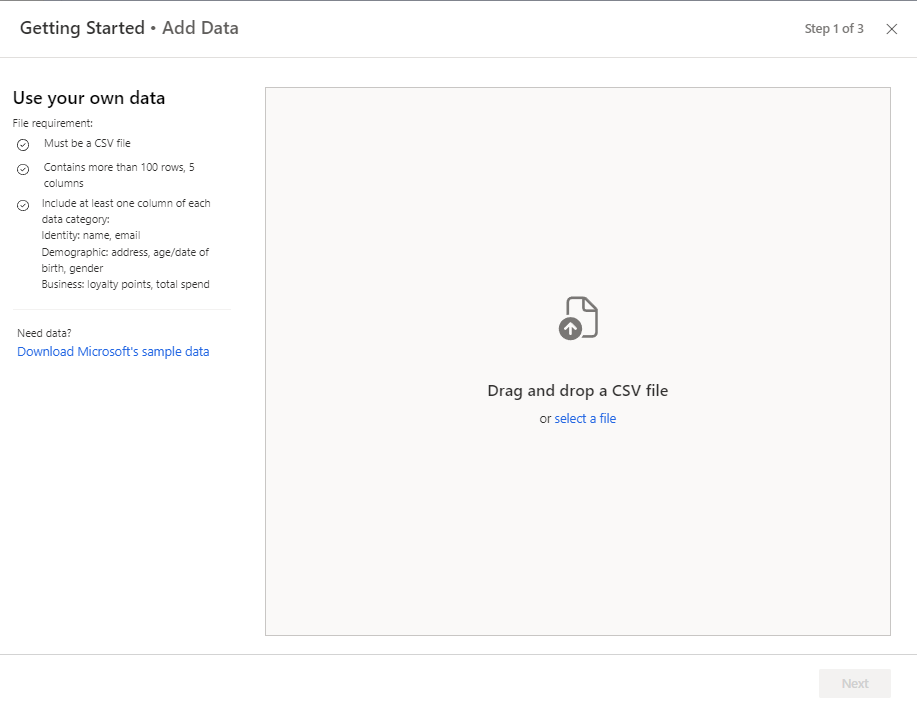 Getting Started • Add Data
Step 1 of 3
Use your own data
File requirement:
Must be a CSV file
Contains more than 100 rows, 5
columns
Include at least one column of each
data category:
Identity: name, email
Demographic: address, age/date of
birth, gender
Business: loyalty points, total spend
Need data?
Download Microsoft's sample data
Drag and drop a CSV file
or select a file
Next